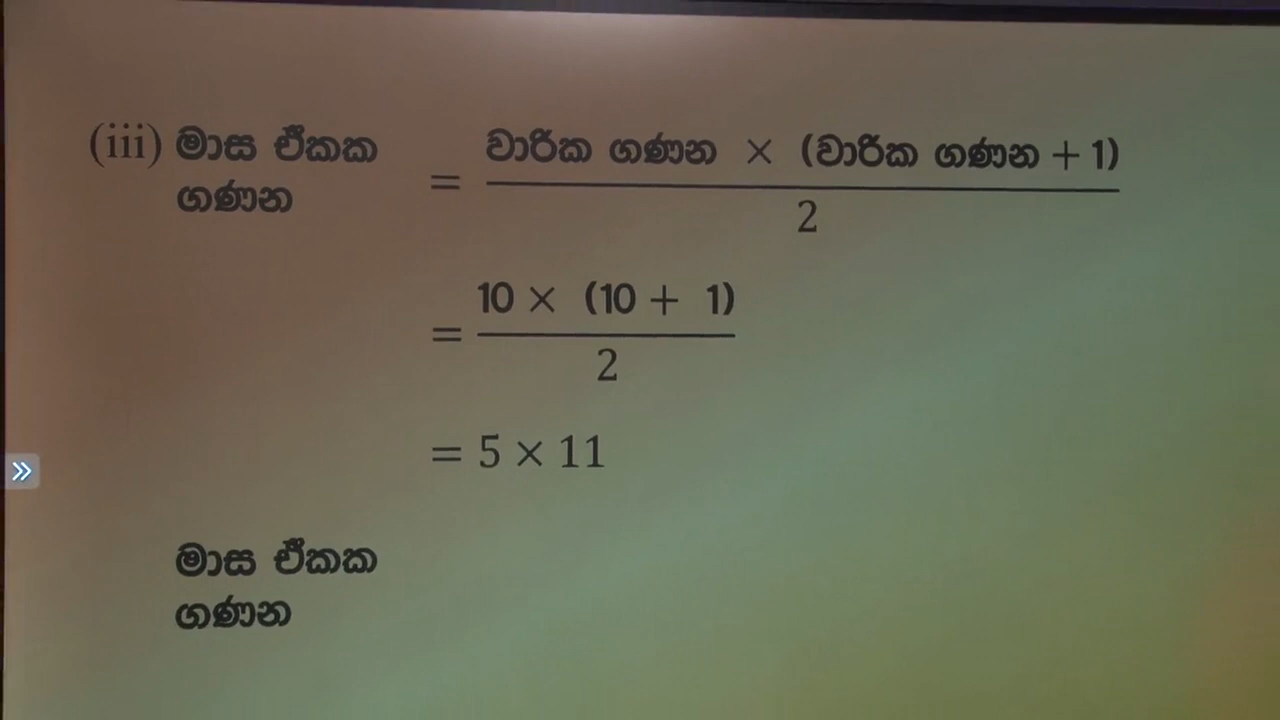 (iii) මාස ඒකක ගණන = වාරික ගණන × (වාරික ගණන + 1) / 2
= 10 × (10 + 1) / 2
= 5 × 11
මාස ඒකක
ගණන